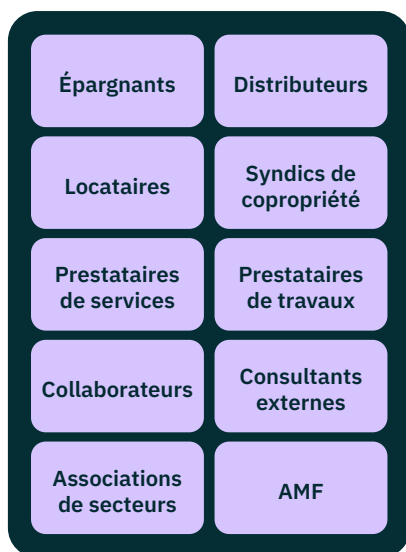 Épargnants
Distributeurs
Locataires
Syndics de
copropriété
Prestataires
de services
Prestataires
de travaux
Collaborateurs
Consultants
externes
Associations
de secteurs
AMF